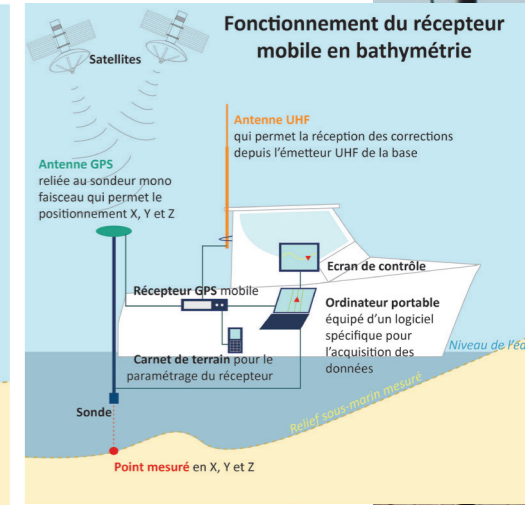 Fonctionnement du récepteur
mobile en bathymétrie
Satellites
Antenne UHF
qui permet la réception des corrections
depuis l'émetteur UHF de la base
Antenne GPS
reliée au sondeur mono
faisceau qui permet le
positionnement X, Y et Z
Ecran de contrôle
Récepteur GPS mobile
Ordinateur portable
équipé d'un logiciel
spécifique pour
l'acquisition des
données
Carnet de terrain pour le
paramétrage du récepteur
Niveau de l'é
Sonde
Relief sous-marin mesuré
Point mesuré en X, Y et Z